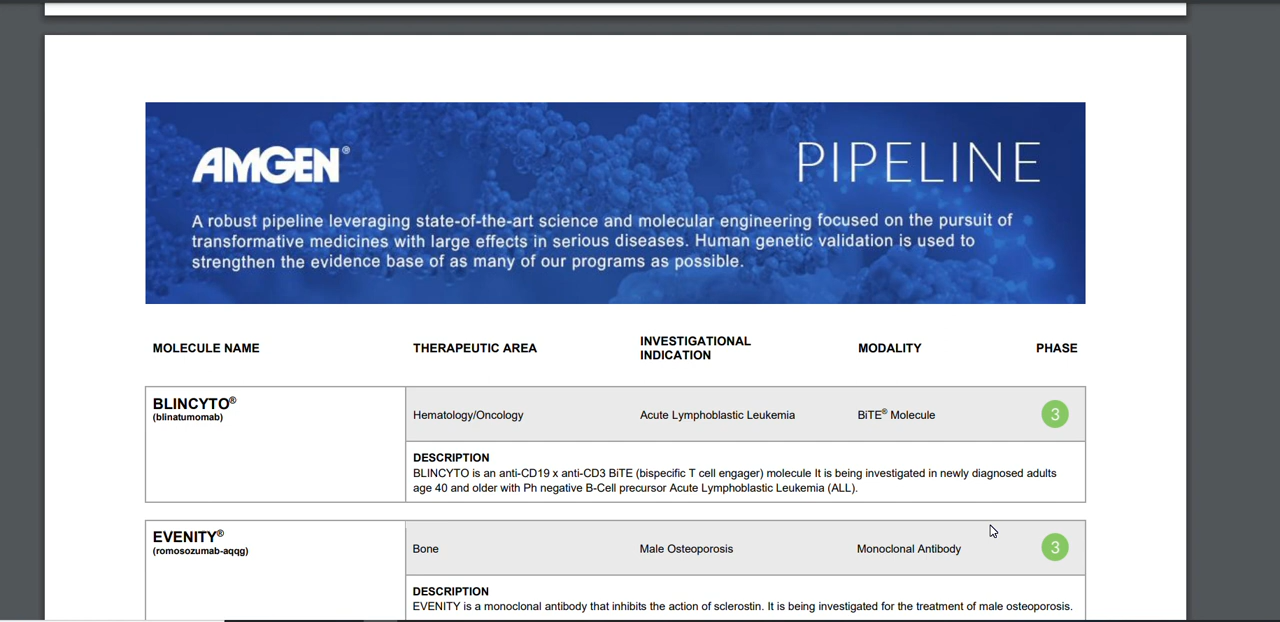 AMGEN®
PIPELINE
A robust pipeline leveraging state-of-the-art science and molecular engineering focused on the pursuit of
transformative medicines with large effects in serious diseases. Human genetic validation is used to
strengthen the evidence base of as many of our programs as possible.
MOLECULE NAME THERAPEUTIC AREA INVESTIGATIONAL INDICATION MODALITY PHASE
BLINCYTO®
(blinatumomab)
Hematology/Oncology Acute Lymphoblastic Leukemia BiTE® Molecule 3
DESCRIPTION
BLINCYTO is an anti-CD19 x anti-CD3 BiTE (bispecific T cell engager) molecule It is being investigated in newly diagnosed adults
age 40 and older with Ph negative B-Cell precursor Acute Lymphoblastic Leukemia (ALL).
EVENITY®
(romosozumab-aqqg)
Bone Male Osteoporosis Monoclonal Antibody 3
DESCRIPTION
EVENITY is a monoclonal antibody that inhibits the action of sclerostin. It is being investigated for the treatment of male osteoporosis.